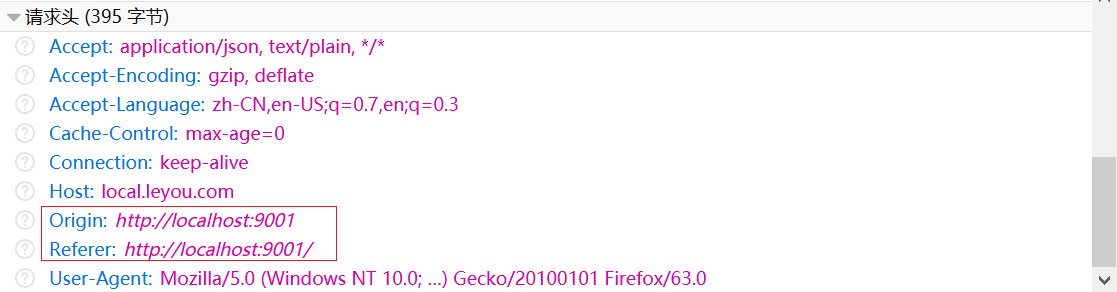 请求头 (395 字节)
? Accept: application/json, text/plain, */*
? Accept-Encoding: gzip, deflate
? Accept-Language: zh-CN,en-US;q=0.7,en;q=0.3
? Cache-Control: max-age=0
? Connection: keep-alive
? Host: local.leyou.com
? Origin: http://localhost:9001
? Referer: http://localhost:9001/
? User-Agent: Mozilla/5.0 (Windows NT 10.0; …) Gecko/20100101 Firefox/63.0